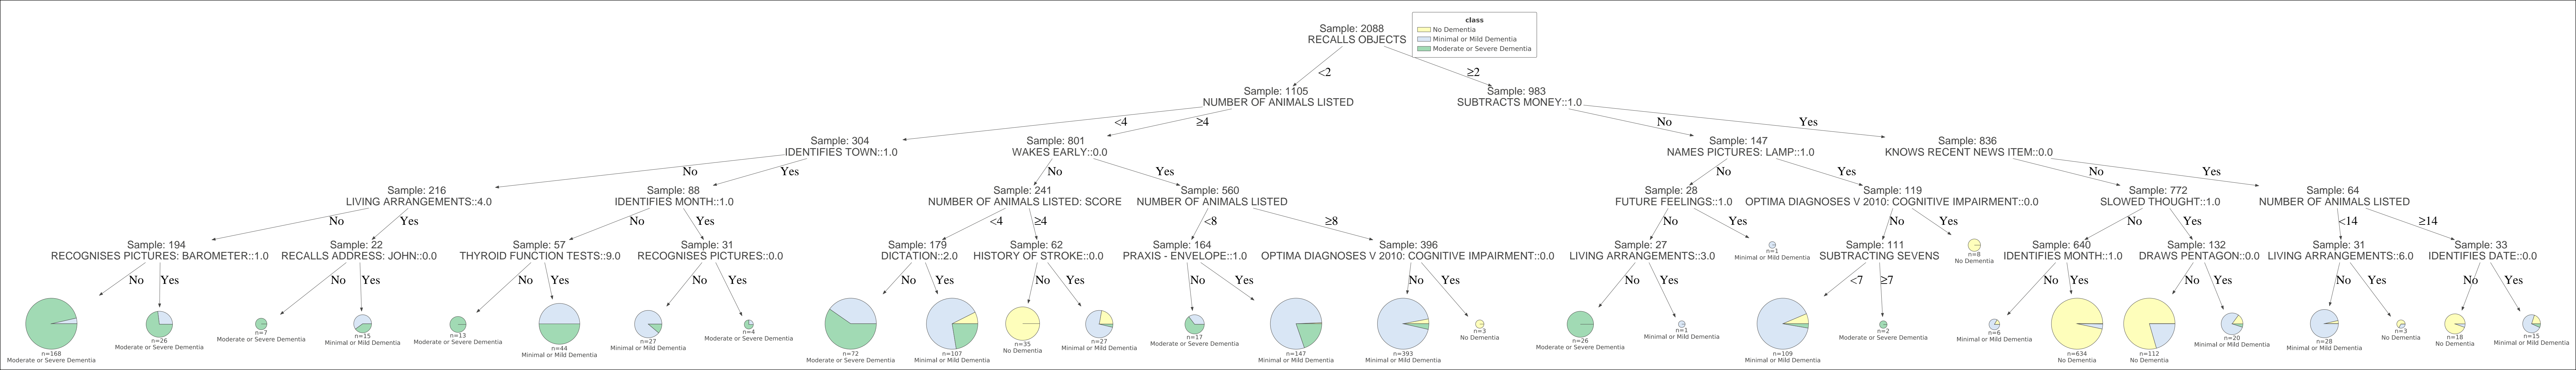 Sample: 2088
RECALLS OBJECTS
class
No Dementia
Minimal or Mild Dementia
Moderate or Severe Dementia
<2
≥2
Sample: 1105
NUMBER OF ANIMALS LISTED
Sample: 983
SUBTRACTS MONEY::1.0
<4
≥4
No
Yes
Sample: 304
IDENTIFIES TOWN::1.0
Sample: 801
WAKES EARLY::0.0
Sample: 147
NAMES PICTURES: LAMP::1.0
Sample: 836
KNOWS RECENT NEWS ITEM::0.0
No
Yes
No
Yes
No
Yes
No
Yes
Sample: 216
LIVING ARRANGEMENTS::4.0
Sample: 88
IDENTIFIES MONTH::1.0
Sample: 241
NUMBER OF ANIMALS LISTED: SCORE
Sample: 560
NUMBER OF ANIMALS LISTED
Sample: 28
FUTURE FEELINGS::1.0
Sample: 119
OPTIMA DIAGNOSES V 2010: COGNITIVE IMPAIRMENT::0.0
Sample: 772
SLOWED THOUGHT::1.0
Sample: 64
NUMBER OF ANIMALS LISTED
No
Yes
No
Yes
<4
≥4
<8
≥8
No
Yes
No
Yes
No
Yes
<14
≥14
Sample: 194
RECOGNISES PICTURES: BAROMETER::1.0
Sample: 22
RECALLS ADDRESS: JOHN::0.0
Sample: 57
THYROID FUNCTION TESTS::9.0
Sample: 31
RECOGNISES PICTURES::0.0
Sample: 179
DICTATION::2.0
Sample: 62
HISTORY OF STROKE::0.0
Sample: 164
PRAXIS - ENVELOPE::1.0
Sample: 396
OPTIMA DIAGNOSES V 2010: COGNITIVE IMPAIRMENT::0.0
Sample: 27
LIVING ARRANGEMENTS::3.0
n=1
Minimal or Mild Dementia
Sample: 111
SUBTRACTING SEVENS
n=8
No Dementia
Sample: 640
IDENTIFIES MONTH::1.0
Sample: 132
DRAWS PENTAGON::0.0
Sample: 31
LIVING ARRANGEMENTS::6.0
Sample: 33
IDENTIFIES DATE::0.0
No
Yes
No
Yes
No
Yes
No
Yes
No
Yes
No
Yes
No
Yes
No
Yes
No
Yes
<7
≥7
No
Yes
No
Yes
No
Yes
No
Yes
n=168
Moderate or Severe Dementia
n=26
Moderate or Severe Dementia
n=7
Moderate or Severe Dementia
n=15
Minimal or Mild Dementia
n=13
Moderate or Severe Dementia
n=44
Minimal or Mild Dementia
n=27
Minimal or Mild Dementia
n=4
Moderate or Severe Dementia
n=72
Moderate or Severe Dementia
n=107
Minimal or Mild Dementia
n=35
No Dementia
n=27
Minimal or Mild Dementia
n=17
Moderate or Severe Dementia
n=147
Minimal or Mild Dementia
n=393
Minimal or Mild Dementia
n=3
No Dementia
n=26
Moderate or Severe Dementia
n=1
Minimal or Mild Dementia
n=109
Minimal or Mild Dementia
n=2
Moderate or Severe Dementia
n=6
Minimal or Mild Dementia
n=634
No Dementia
n=112
No Dementia
n=20
Minimal or Mild Dementia
n=28
Minimal or Mild Dementia
n=3
No Dementia
n=18
No Dementia
n=15
Minimal or Mild Dementia